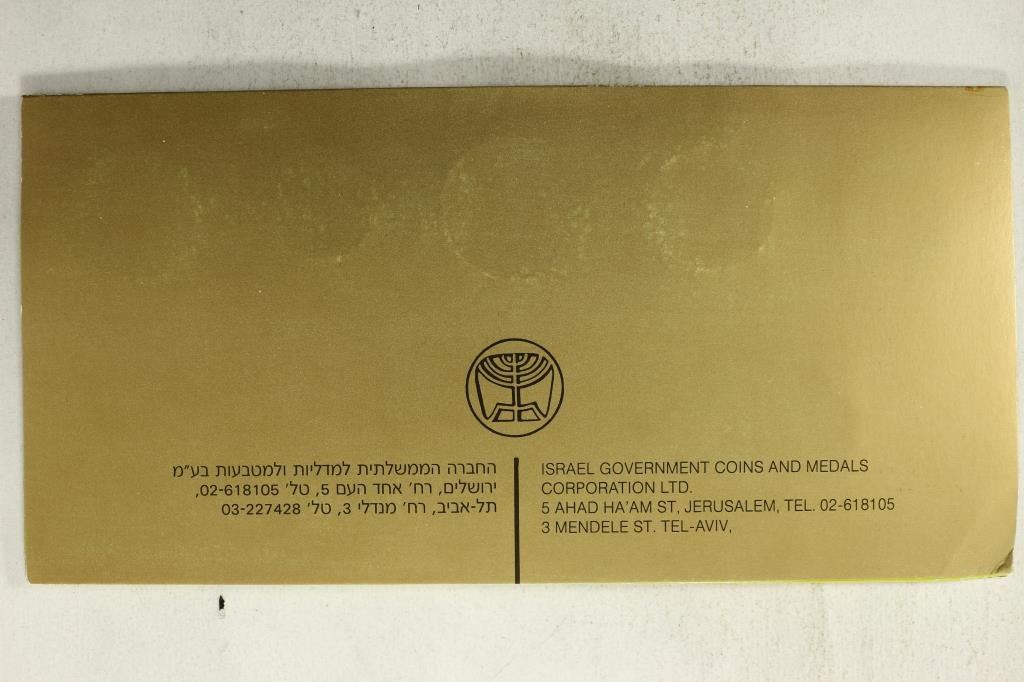 החברה הממשלתית למדליות ולמטבעות בע"מ
ירושלים, רח' אחד העם 5, טל' 02-618105,
תל-אביב, רח' מנדלי 3, טל' 03-227428
ISRAEL GOVERNMENT COINS AND MEDALS
CORPORATION LTD.
5 AHAD HA'AM ST, JERUSALEM, TEL. 02-618105
3 MENDELE ST. TEL-AVIV,